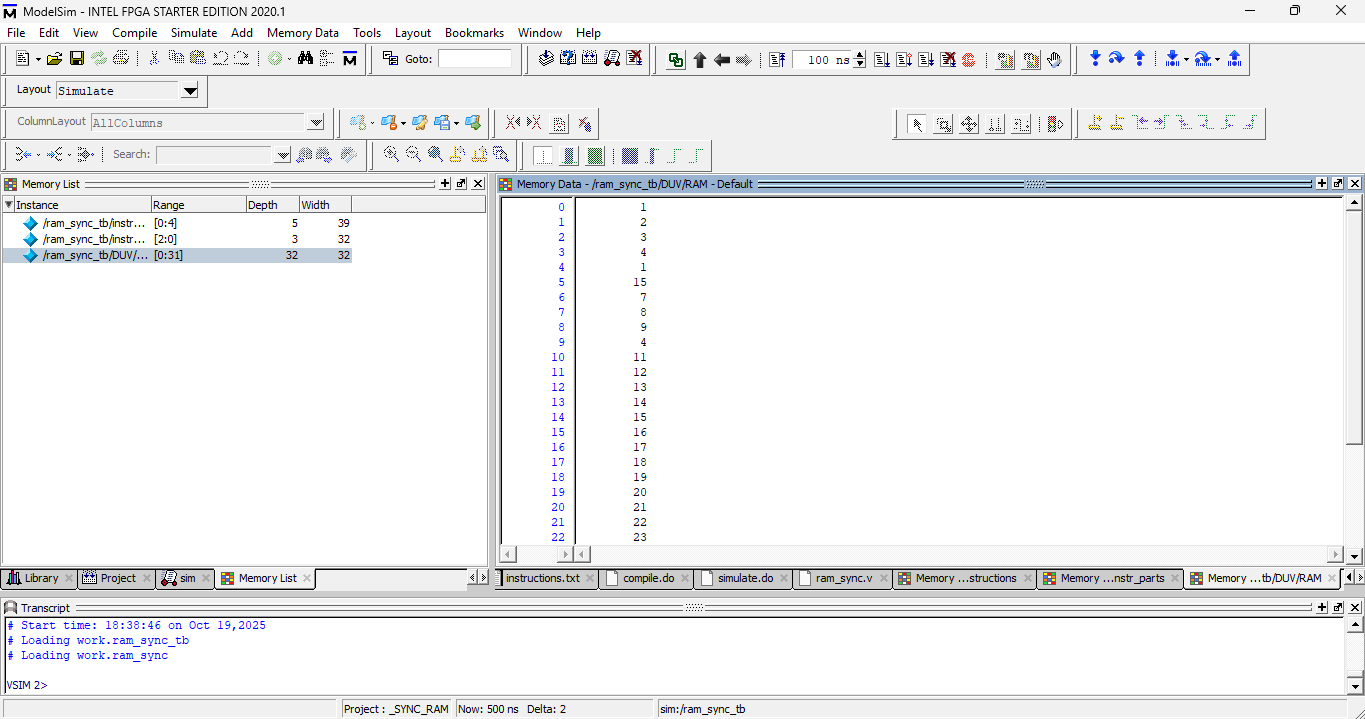 ModelSim - INTEL FPGA STARTER EDITION 2020.1
File Edit View Compile Simulate Add Memory Data Tools Layout Bookmarks Window Help
Goto:
100 ns
Layout Simulate
ColumnLayout AllColumns
Search:
Memory List
Instance Range Depth Width
/ram_sync_tb/instr... [0:4] 5 39
/ram_sync_tb/instr... [2:0] 3 32
/ram_sync_tb/DUV/... [0:31] 32 32
Memory Data - /ram_sync_tb/DUV/RAM - Default
0 1
1 2
2 3
3 4
4 1
5 15
6 7
7 8
8 9
9 4
10 11
11 12
12 13
13 14
14 15
15 16
16 17
17 18
18 19
19 20
20 21
21 22
22 23
Library Project sim Memory List
instructions.txt compile.do simulate.do ram_sync.v Memory ...structions Memory ...nstr_parts Memory ...tb/DUV/RAM
Transcript
# Start time: 18:38:46 on Oct 19,2025
# Loading work.ram_sync_tb
# Loading work.ram_sync
VSIM 2>
Project : _SYNC_RAM Now: 500 ns Delta: 2 sim:/ram_sync_tb